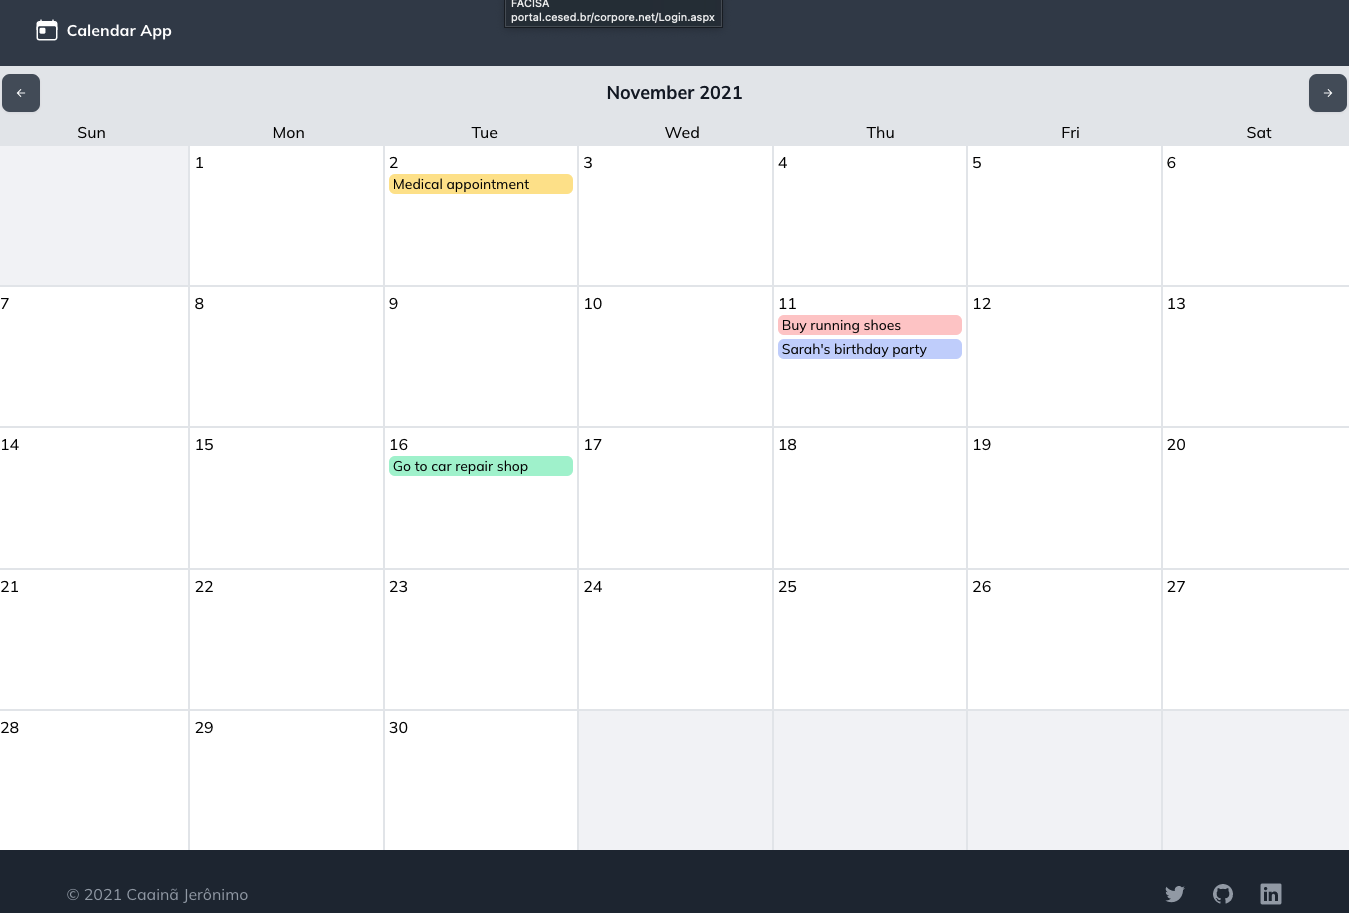 FACISA
portal.cesed.br/corpore.net/Login.aspx
Calendar App
November 2021
Sun Mon Tue Wed Thu Fri Sat
1 2 3 4 5 6
Medical appointment
7 8 9 10 11 12 13
Buy running shoes
Sarah's birthday party
14 15 16 17 18 19 20
Go to car repair shop
21 22 23 24 25 26 27
28 29 30
© 2021 Caainã Jerônimo
in